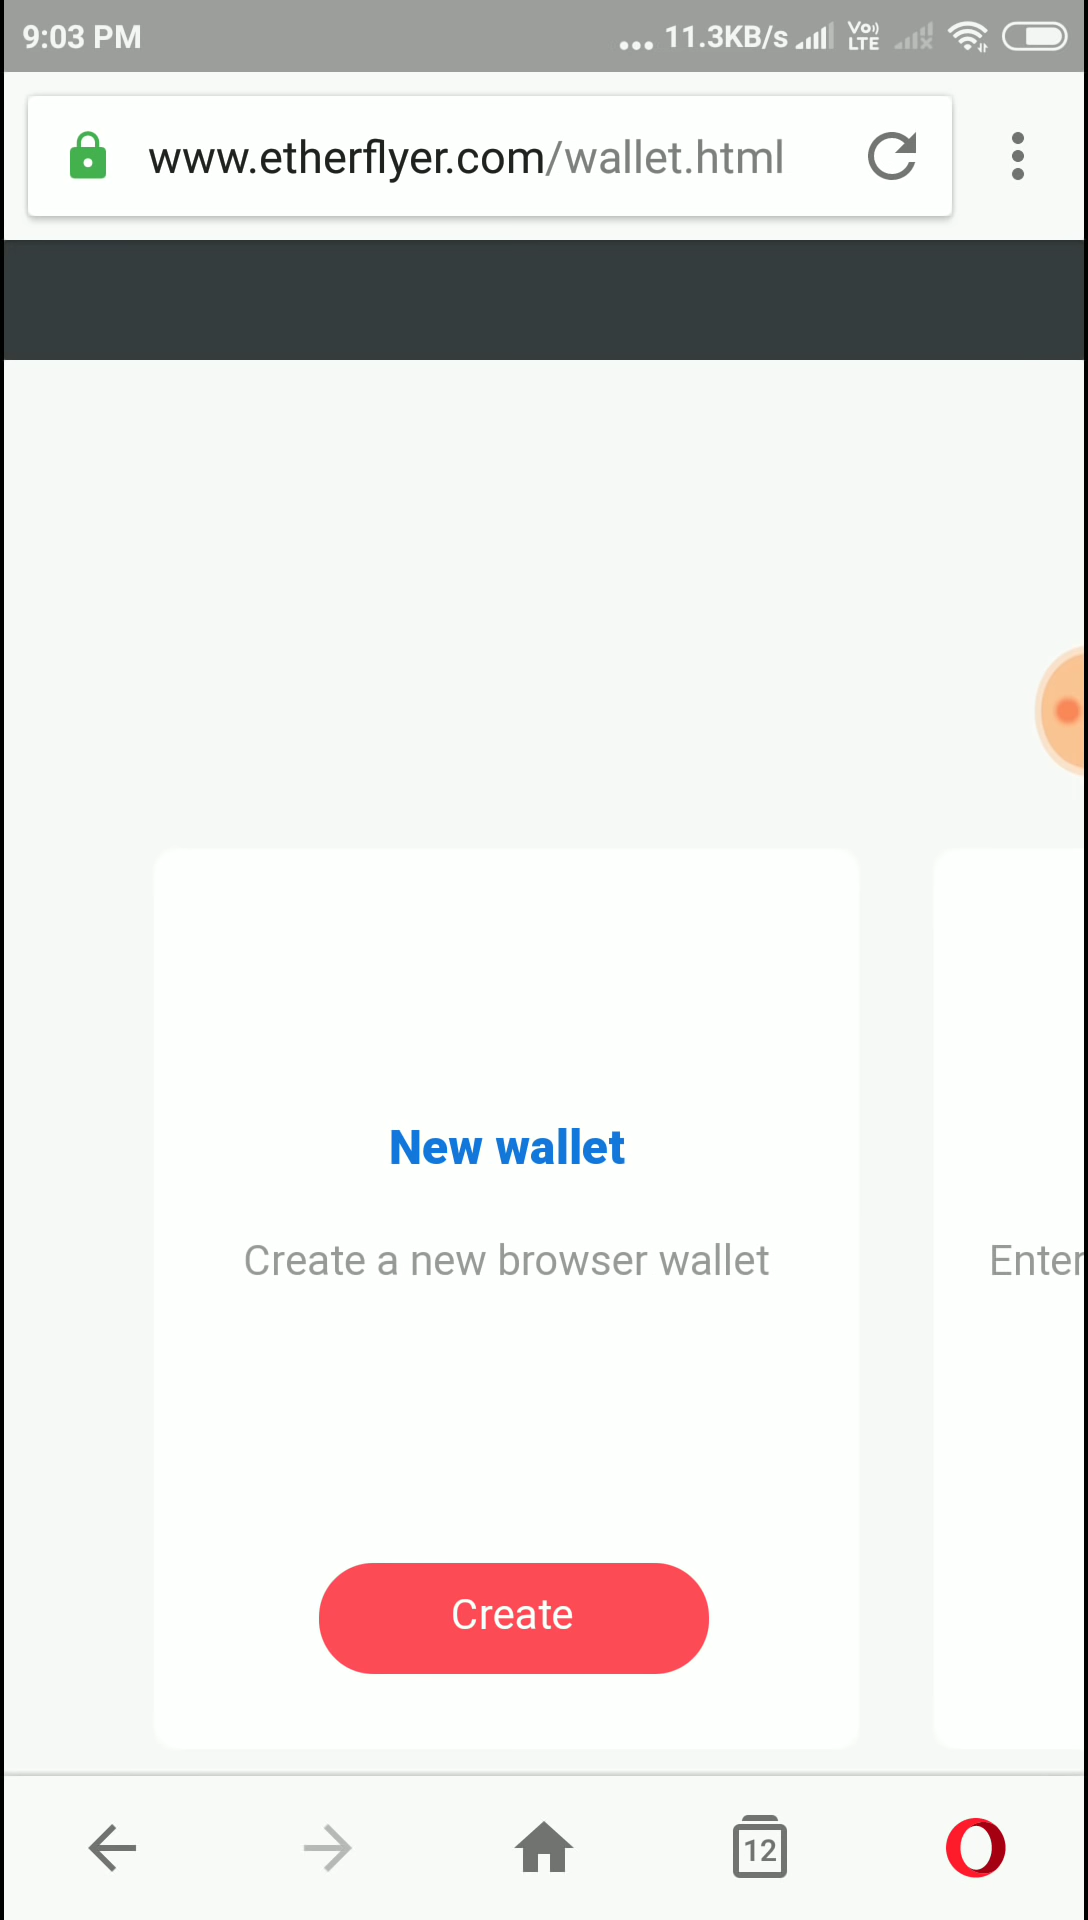 9:03 PM
... 11.3KB/s Vo LTE
www.etherflyer.com/wallet.html
New wallet
Create a new browser wallet
Enter
Create
12